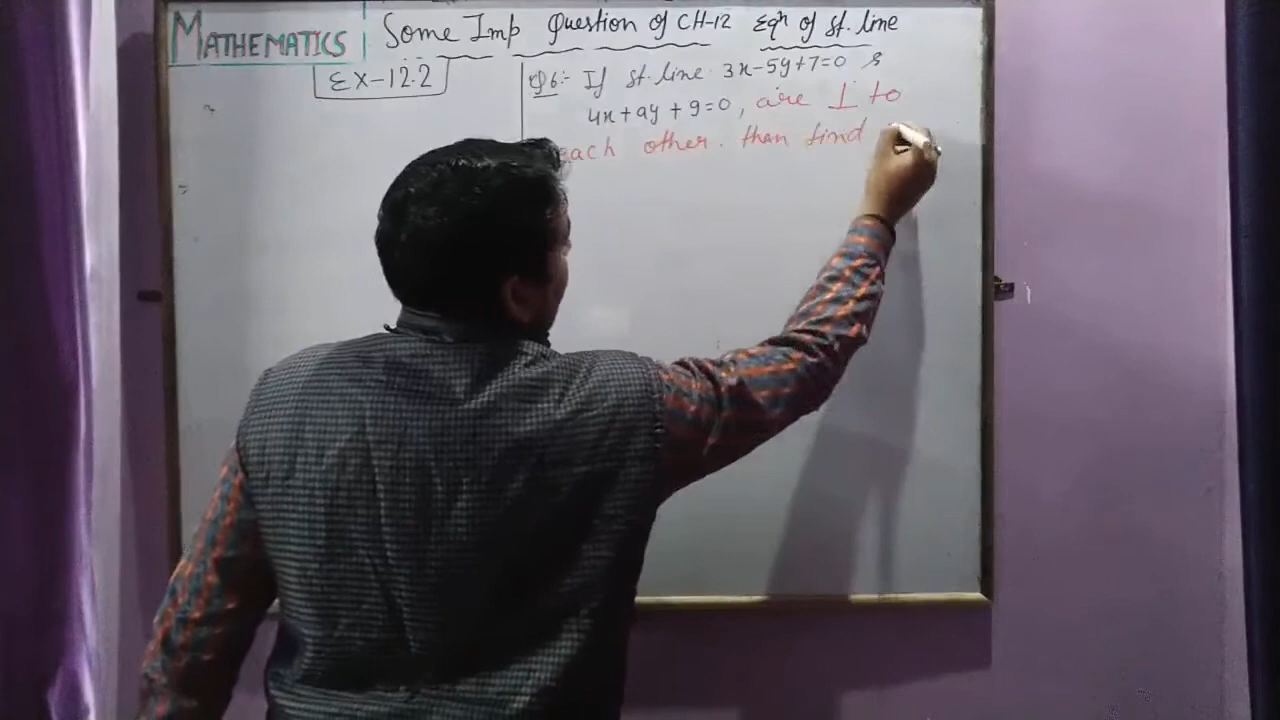 MATHEMATICS
Some Imp Question of CH-12 Eqn of st. line
Ex-12.2
Q6:- If st. line 3x-5y+7=0 &
4x+ay+9=0, are ⊥ to
each other. than find